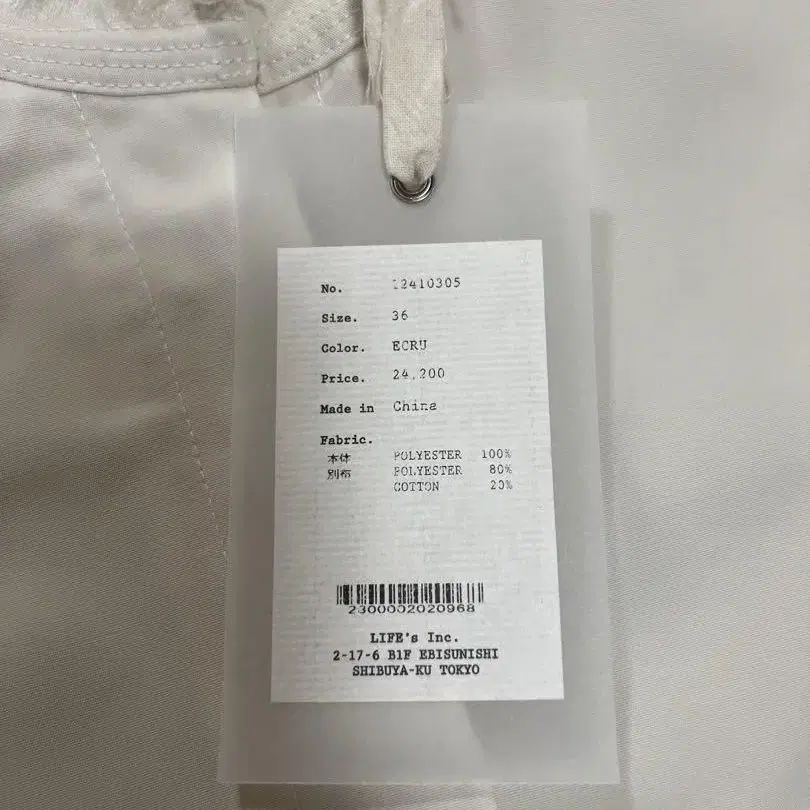 No. 12410305
Size. 36
Color. ECRU
Price. 24,200
Made in China
Fabric.
本体 POLYESTER 100%
別布 POLYESTER 80%
COTTON 20%
2300002020968
LIFE's Inc.
2-17-6 B1F EBISUNISHI
SHIBUYA-KU TOKYO